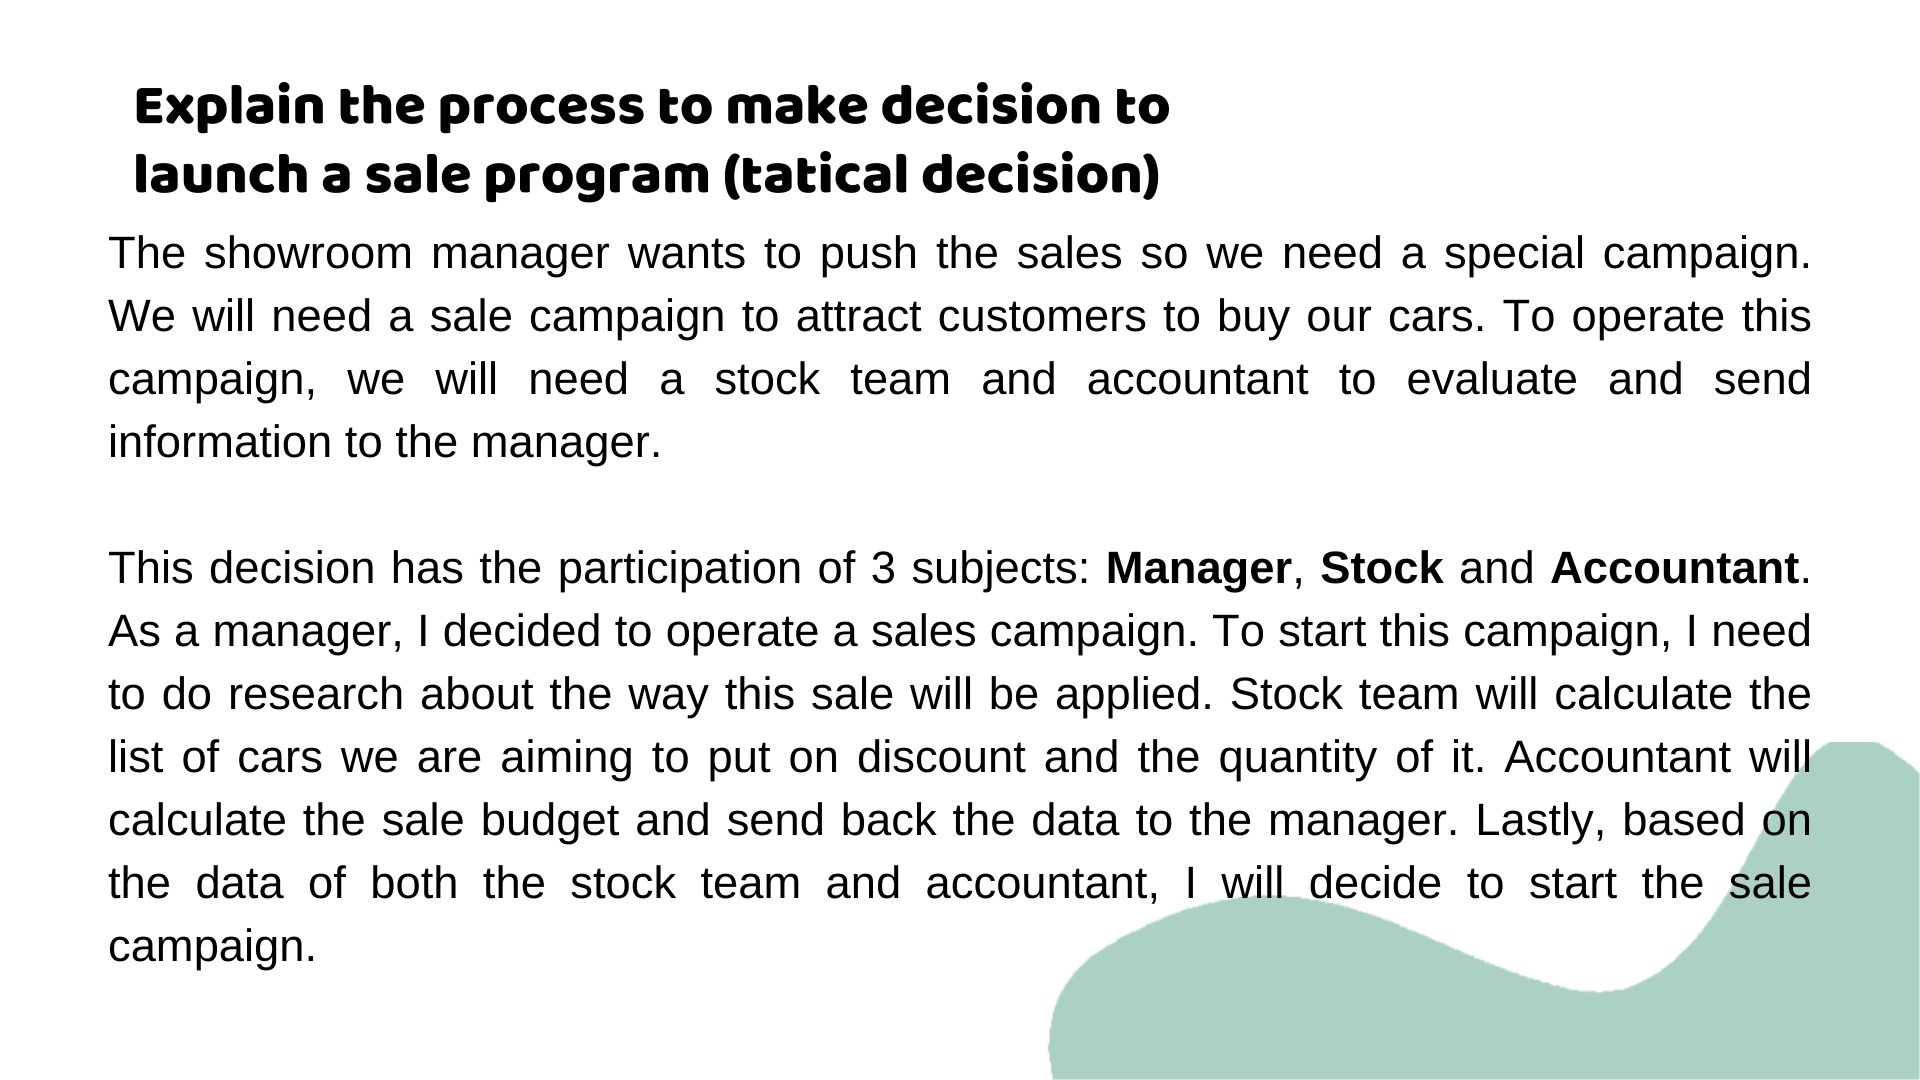 Explain the process to make decision to
launch a sale program (tatical decision)
The showroom manager wants to push the sales so we need a special campaign.
We will need a sale campaign to attract customers to buy our cars. To operate this
campaign, we will need a stock team and accountant to evaluate and send
information to the manager.
This decision has the participation of 3 subjects: Manager, Stock and Accountant.
As a manager, I decided to operate a sales campaign. To start this campaign, I need
to do research about the way this sale will be applied. Stock team will calculate the
list of cars we are aiming to put on discount and the quantity of it. Accountant will
calculate the sale budget and send back the data to the manager. Lastly, based on
the data of both the stock team and accountant, I will decide to start the sale
campaign.